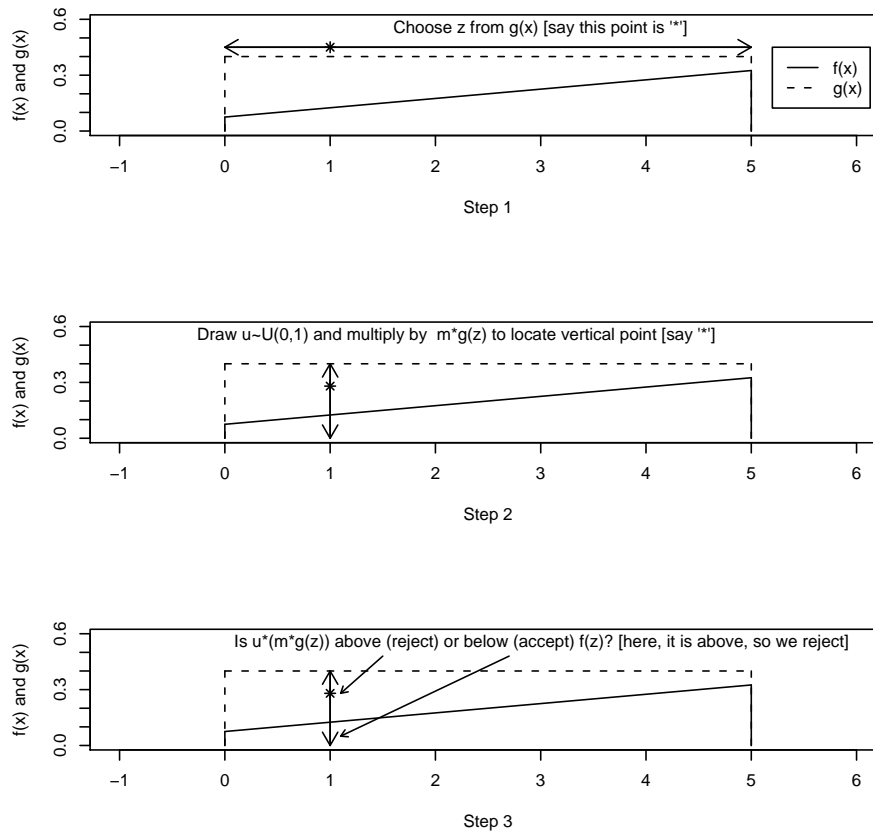 Choose z from g(x) [say this point is '*']
f(x) and g(x)
0.0 0.3 0.6
f(x)
g(x)
−1 0 1 2 3 4 5 6
Step 1
Draw u~U(0,1) and multiply by m*g(z) to locate vertical point [say '*']
f(x) and g(x)
0.0 0.3 0.6
−1 0 1 2 3 4 5 6
Step 2
Is u*(m*g(z)) above (reject) or below (accept) f(z)? [here, it is above, so we reject]
f(x) and g(x)
0.0 0.3 0.6
−1 0 1 2 3 4 5 6
Step 3